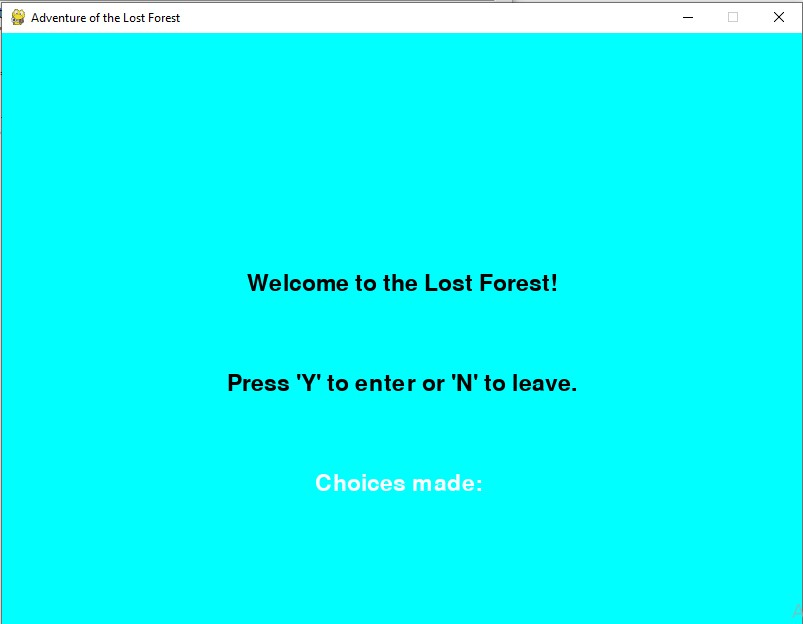 Adventure of the Lost Forest
Welcome to the Lost Forest!
Press 'Y' to enter or 'N' to leave.
Choices made: